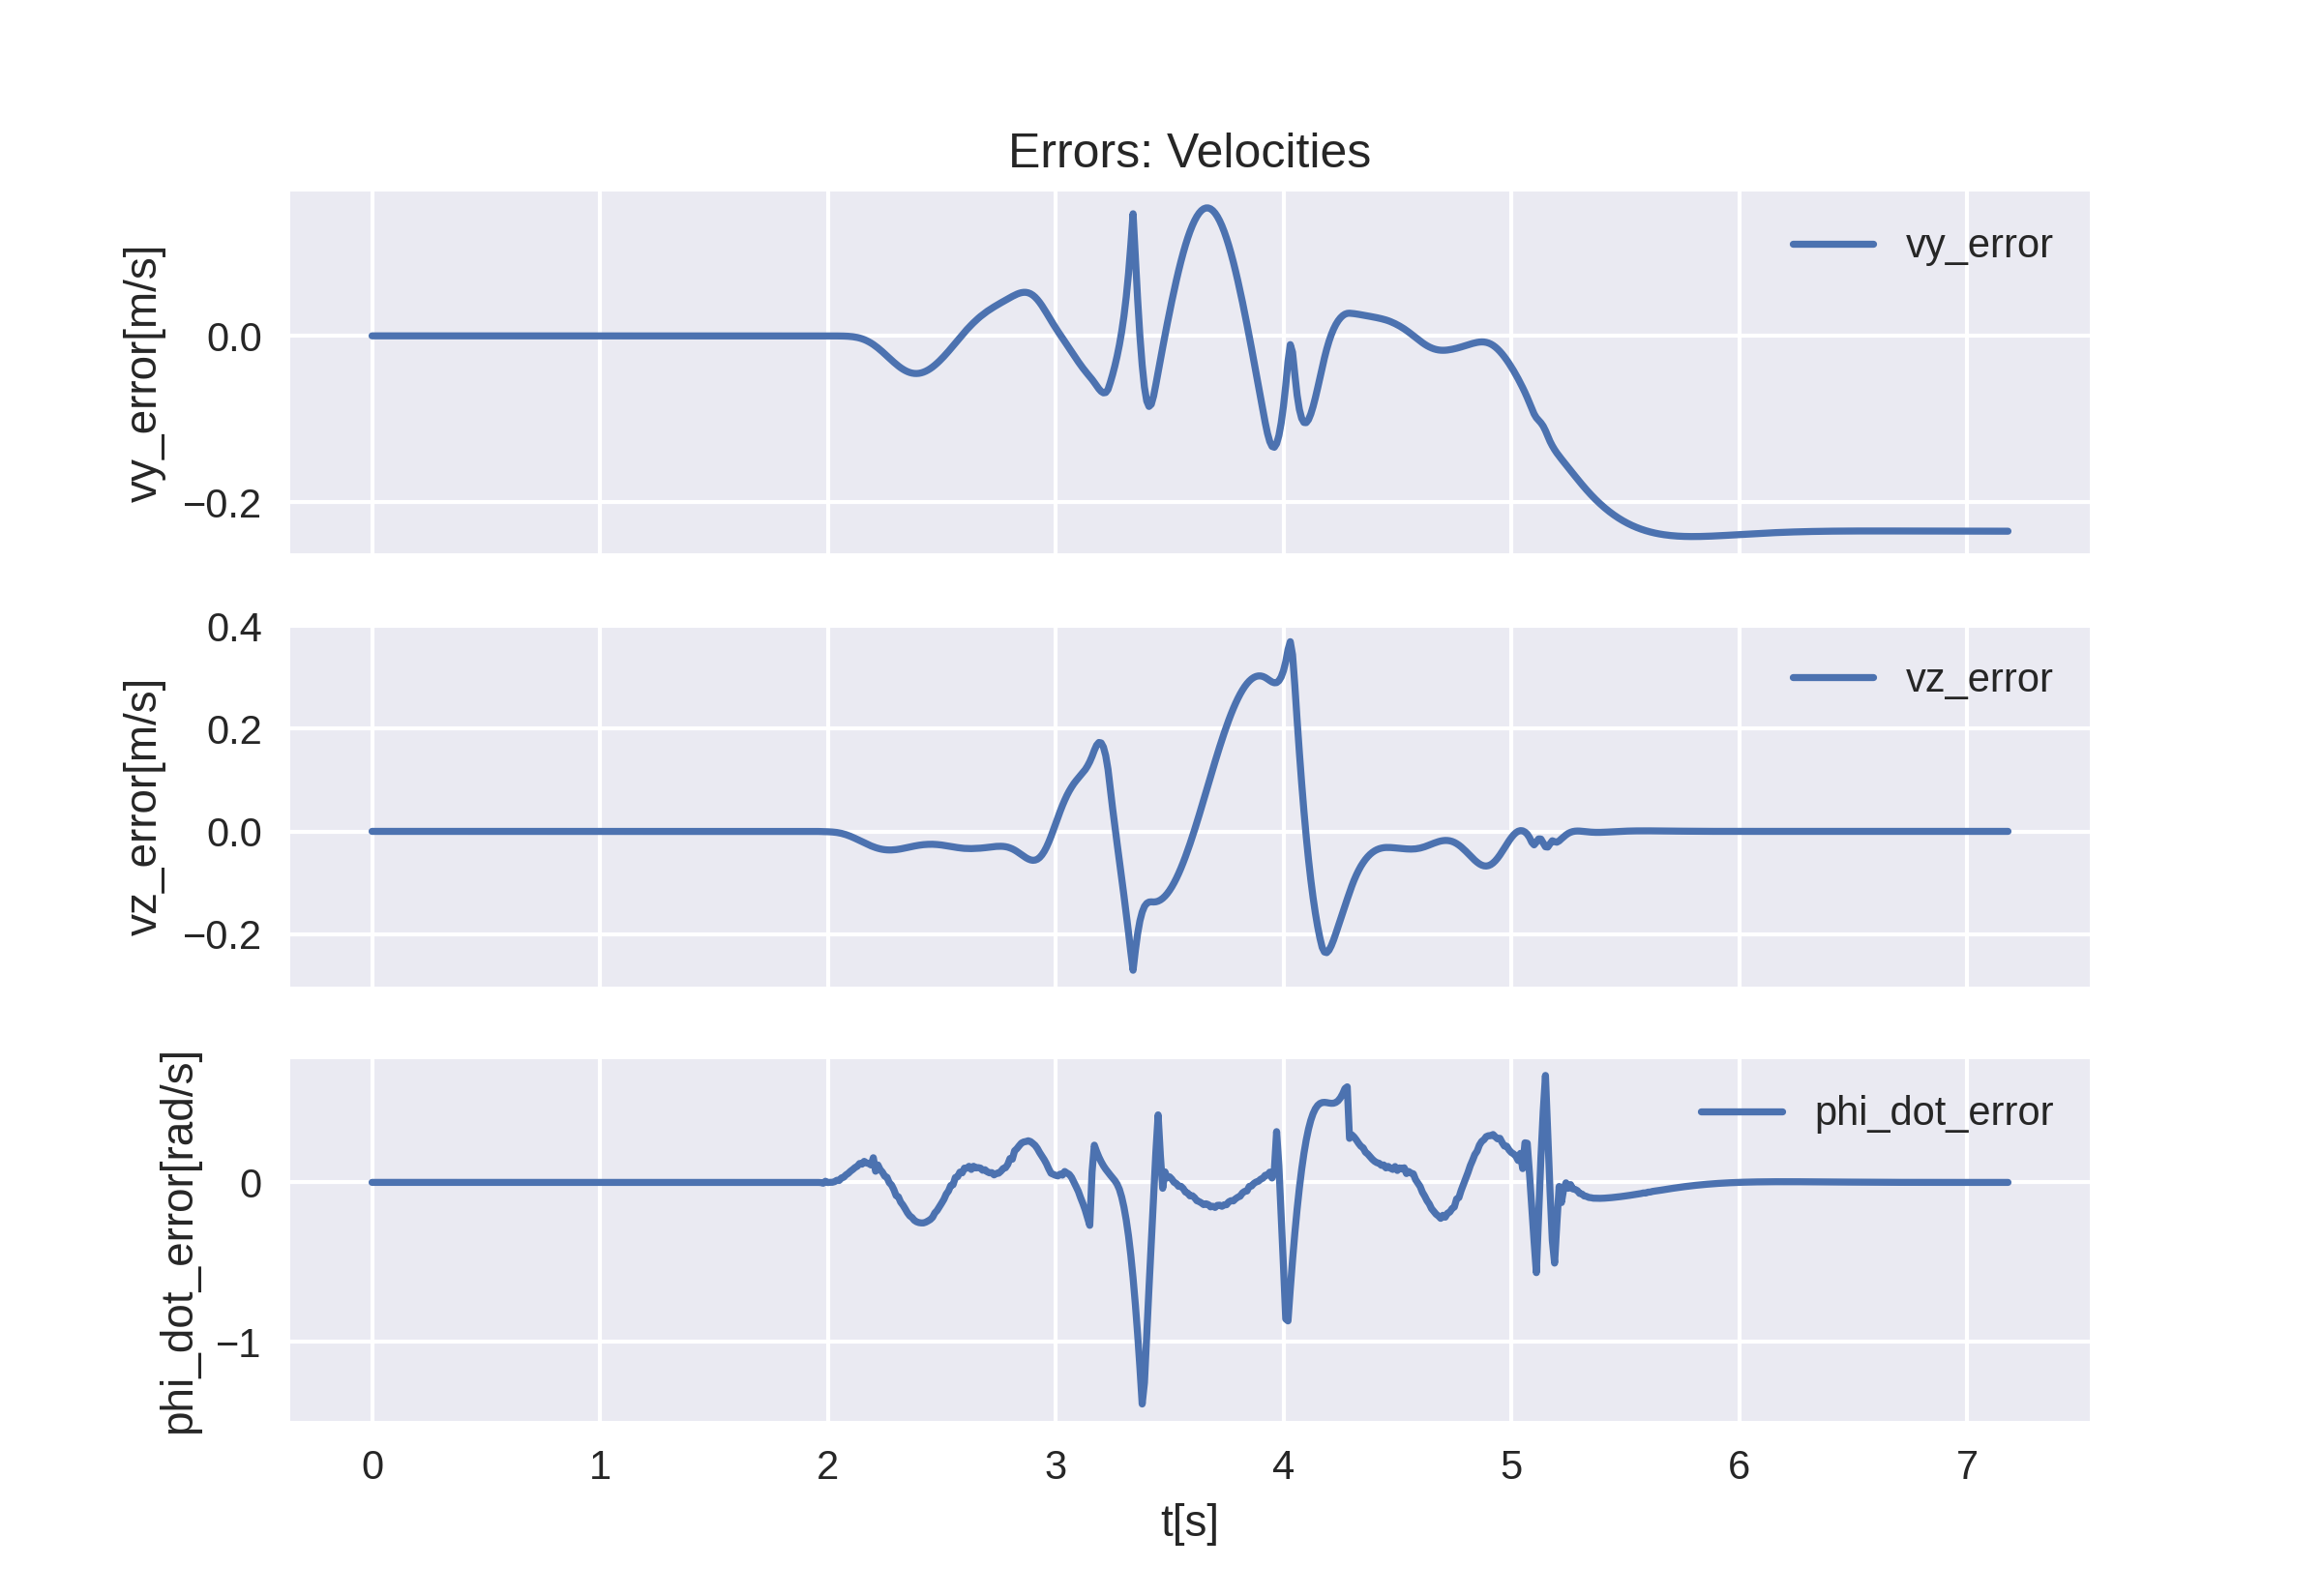 Errors: Velocities
vy_error[m/s]
0.0
−0.2
vy_error
vz_error[m/s]
0.4
0.2
0.0
−0.2
vz_error
phi_dot_error[rad/s]
0
−1
phi_dot_error
0 1 2 3 4 5 6 7
t[s]